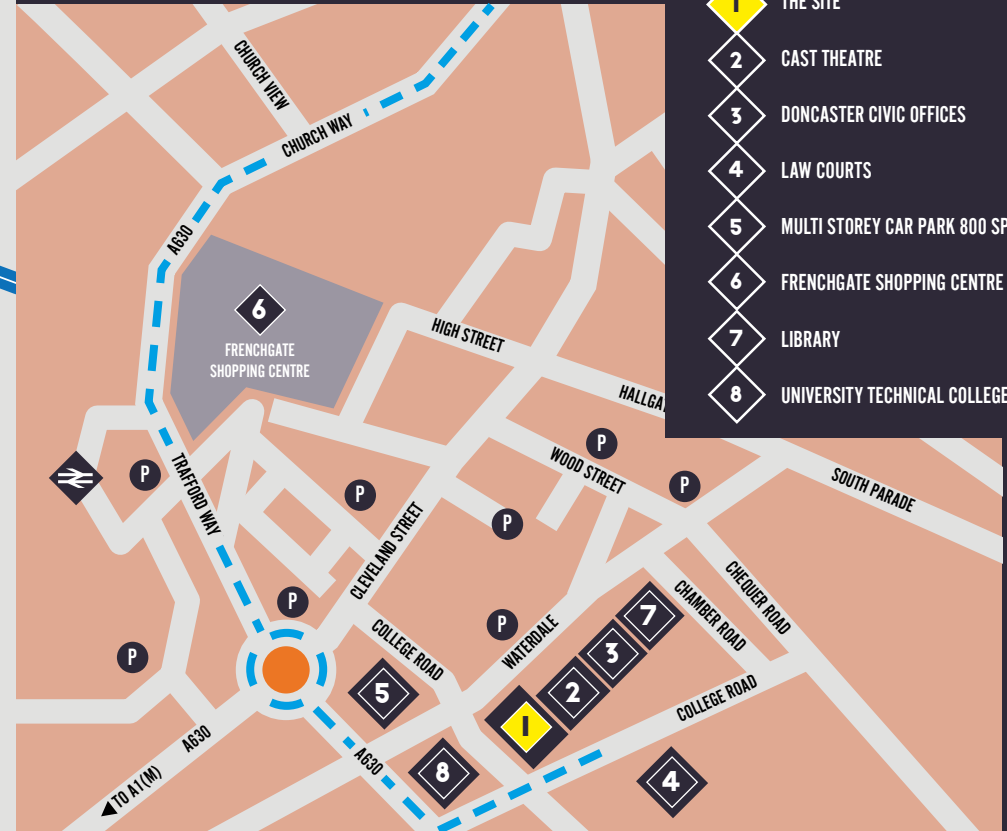 1 THE SITE
2 CAST THEATRE
3 DONCASTER CIVIC OFFICES
4 LAW COURTS
5 MULTI STOREY CAR PARK 800 SP
6 FRENCHGATE SHOPPING CENTRE
7 LIBRARY
8 UNIVERSITY TECHNICAL COLLEGE
CHURCH VIEW
CHURCH WAY
A630
6
FRENCHGATE
SHOPPING CENTRE
HIGH STREET
HALLGA
WOOD STREET
P
P
SOUTH PARADE
P
TRAFFORD WAY
P
P
CLEVELAND STREET
CHEQUER ROAD
CHAMBER ROAD
P
P
P
COLLEGE ROAD
WATERDALE
7
3
2
1
5
COLLEGE ROAD
A630
A630
8
4
TO A1(M)